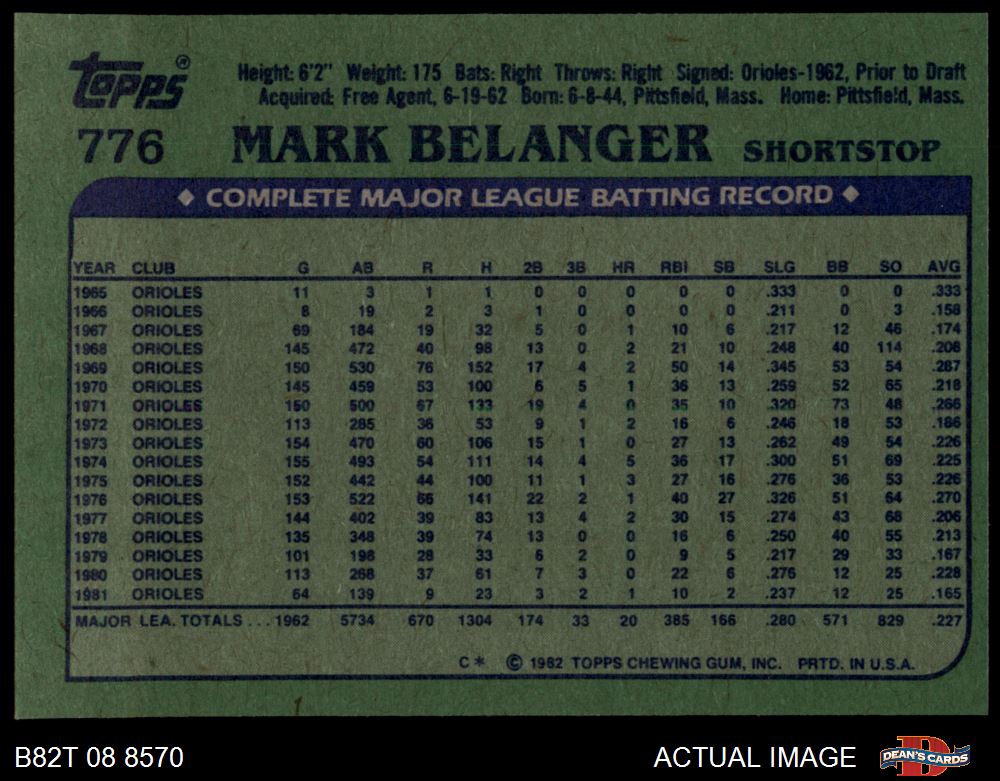 Topps®
Height: 6'2" Weight: 175 Bats: Right Throws: Right Signed: Orioles-1962, Prior to Draft
Acquired: Free Agent, 6-19-62 Born: 6-8-44, Pittsfield, Mass. Home: Pittsfield, Mass.
776 MARK BELANGER SHORTSTOP
◆ COMPLETE MAJOR LEAGUE BATTING RECORD ◆
YEAR CLUB G AB R H 2B 3B HR RBI SB SLG BB SO AVG
1965 ORIOLES 11 3 1 1 0 0 0 0 0 .333 0 0 .333
1966 ORIOLES 8 19 2 3 1 0 0 0 0 .211 0 3 .158
1967 ORIOLES 69 184 19 32 5 0 1 10 6 .217 12 46 .174
1968 ORIOLES 145 472 40 98 13 0 2 21 10 .248 40 114 .208
1969 ORIOLES 150 530 76 152 17 4 2 50 14 .345 53 54 .287
1970 ORIOLES 145 459 53 100 6 5 1 36 13 .259 52 65 .218
1971 ORIOLES 150 500 67 133 19 4 0 35 10 .320 73 48 .266
1972 ORIOLES 113 285 36 53 9 1 2 16 6 .246 18 53 .186
1973 ORIOLES 154 470 60 106 15 1 0 27 13 .262 49 54 .226
1974 ORIOLES 155 493 54 111 14 4 5 36 17 .300 51 69 .225
1975 ORIOLES 152 442 44 100 11 1 3 27 16 .276 36 53 .226
1976 ORIOLES 153 522 66 141 22 2 1 40 27 .326 51 64 .270
1977 ORIOLES 144 402 39 83 13 4 2 30 15 .274 43 68 .206
1978 ORIOLES 135 348 39 74 13 0 0 16 6 .250 40 55 .213
1979 ORIOLES 101 198 28 33 6 2 0 9 5 .217 29 33 .167
1980 ORIOLES 113 268 37 61 7 3 0 22 6 .276 12 25 .228
1981 ORIOLES 64 139 9 23 3 2 1 10 2 .237 12 25 .165
MAJOR LEA. TOTALS ... 1962 5734 670 1304 174 33 20 385 166 .280 571 829 .227
C* © 1982 TOPPS CHEWING GUM, INC. PRTD. IN U.S.A.
B82T 08 8570 ACTUAL IMAGE D DEAN'S CARDS